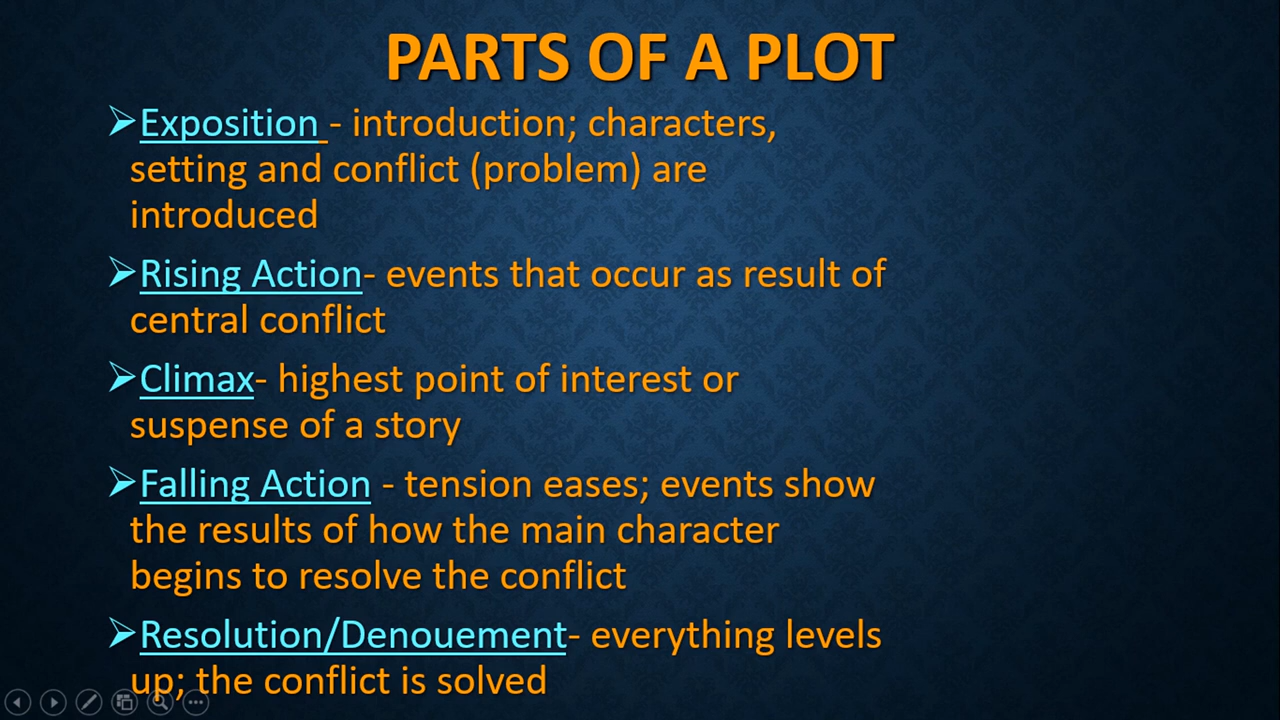 PARTS OF A PLOT
➢Exposition - introduction; characters,
setting and conflict (problem) are
introduced
➢Rising Action- events that occur as result of
central conflict
➢Climax- highest point of interest or
suspense of a story
➢Falling Action - tension eases; events show
the results of how the main character
begins to resolve the conflict
➢Resolution/Denouement- everything levels
up; the conflict is solved